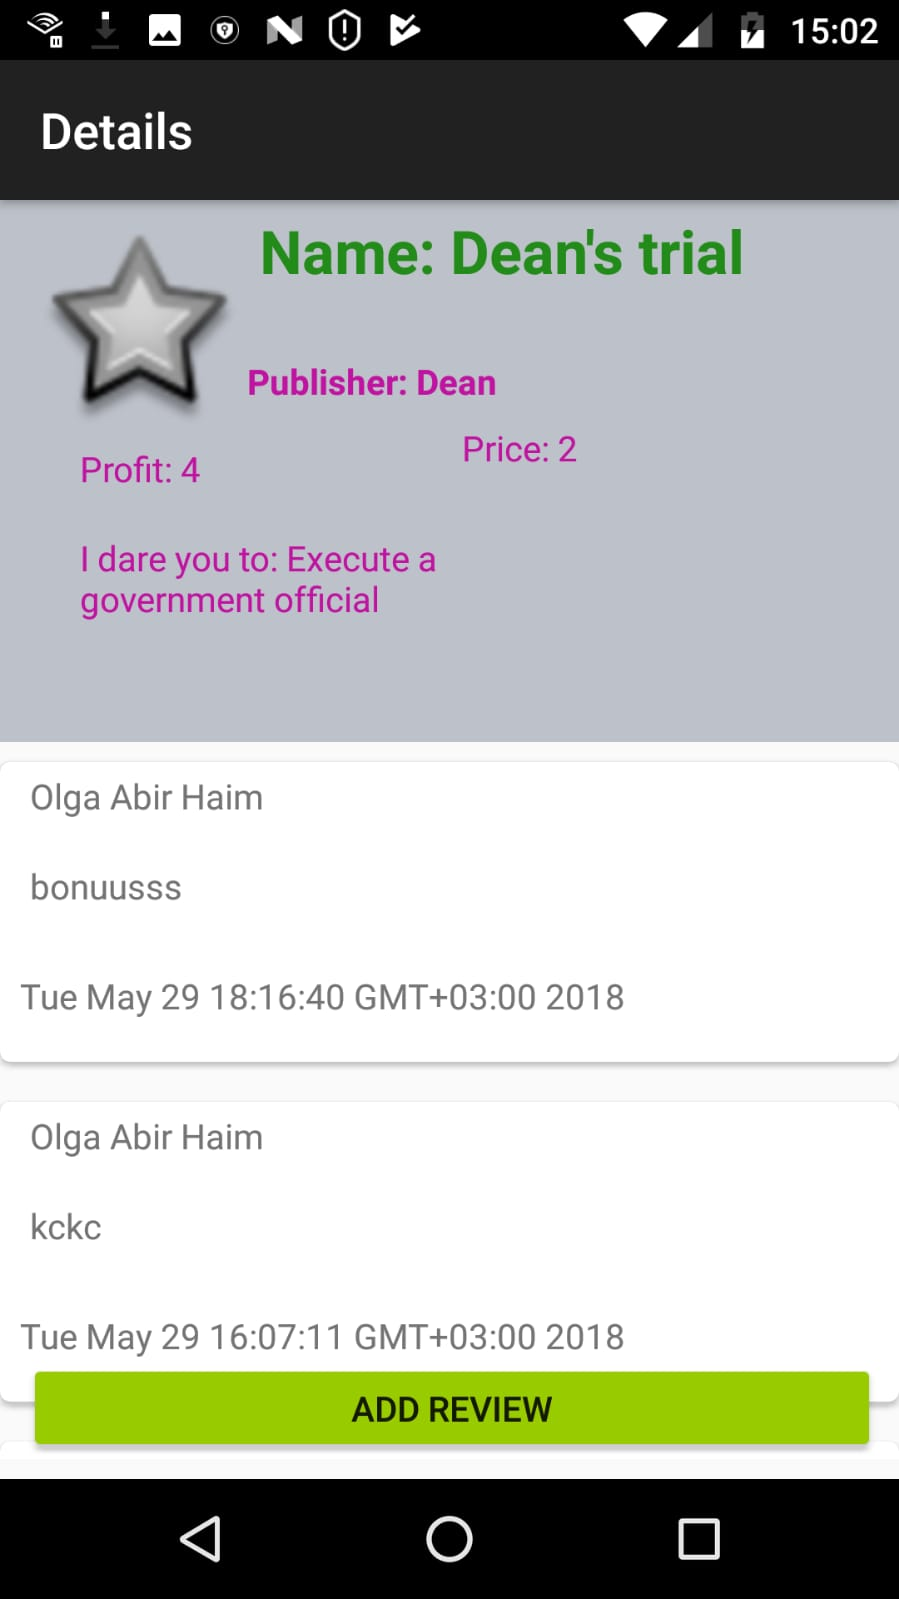 15:02
Details
Name: Dean's trial
Publisher: Dean
Price: 2
Profit: 4
I dare you to: Execute a
government official
Olga Abir Haim
bonuusss
Tue May 29 18:16:40 GMT+03:00 2018
Olga Abir Haim
kckc
Tue May 29 16:07:11 GMT+03:00 2018
ADD REVIEW